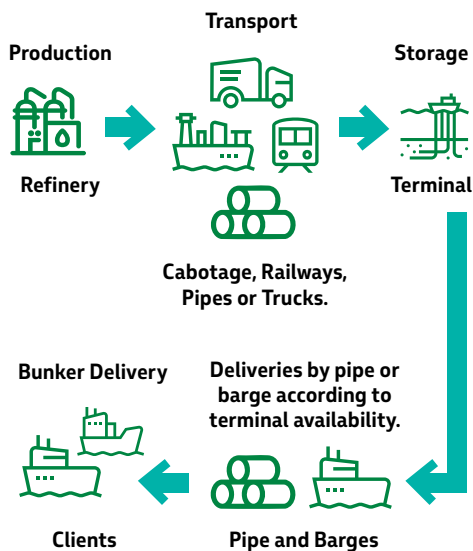 Transport
Production
Storage
Refinery
Terminal
Cabotage, Railways,
Pipes or Trucks.
Bunker Delivery
Deliveries by pipe or
barge according to
terminal availability.
Clients
Pipe and Barges